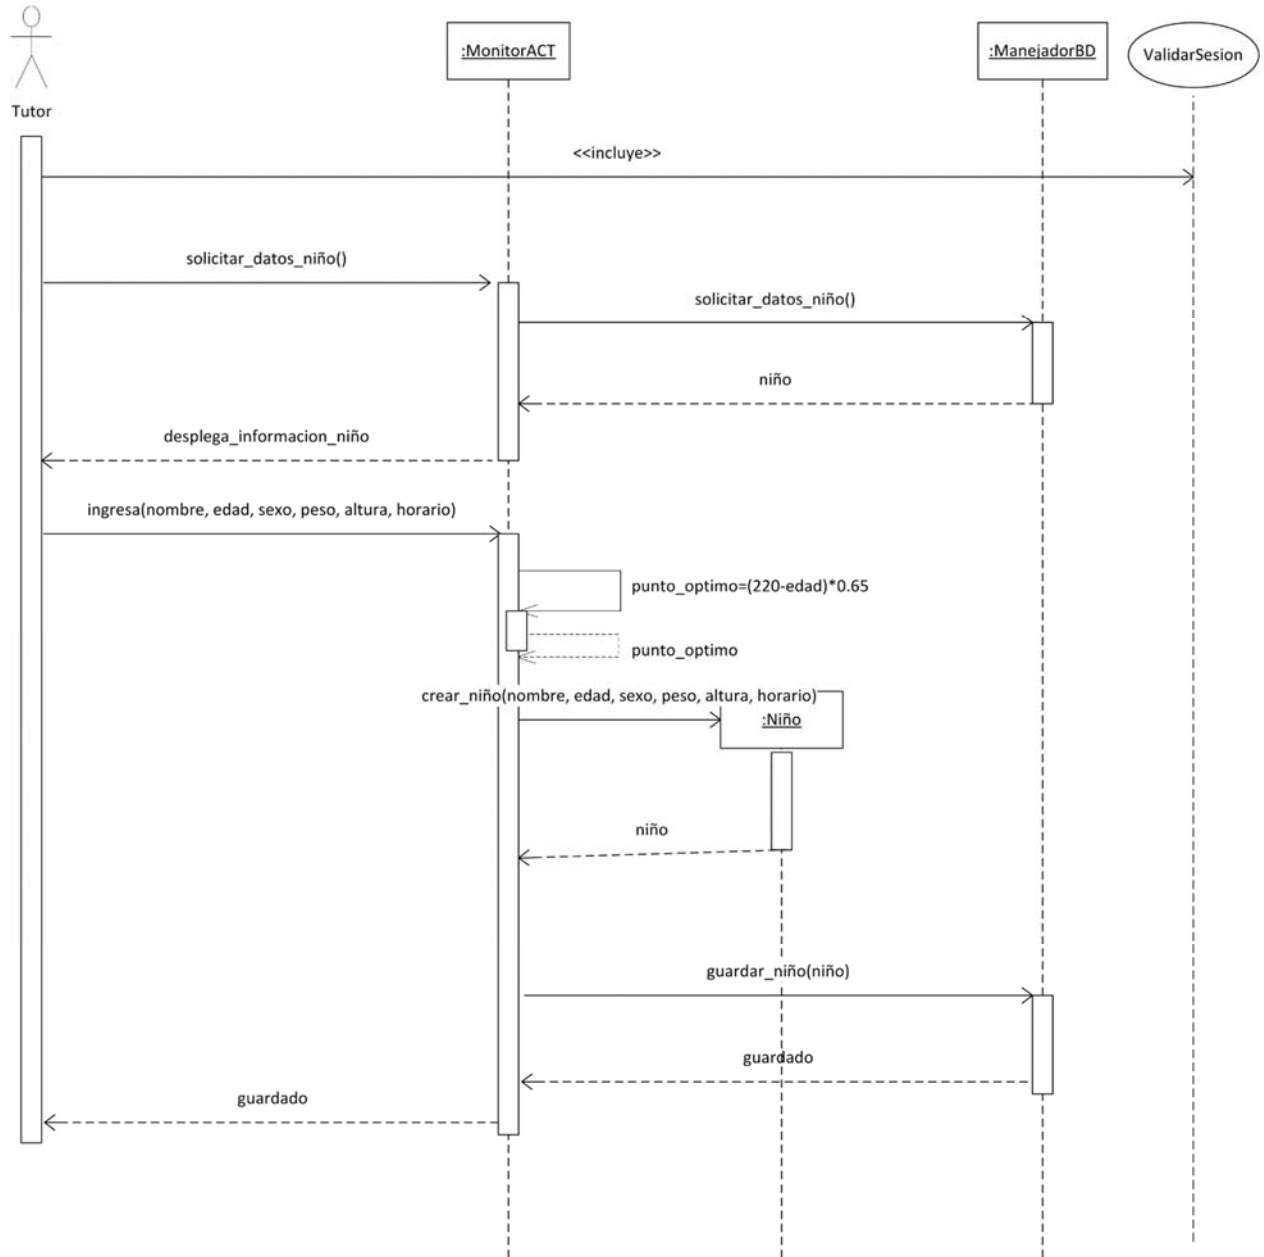 :MonitorACT
:ManejadorBD
ValidarSesion
Tutor
<<incluye>>
solicitar_datos_niño()
solicitar_datos_niño()
niño
desplega_informacion_niño
ingresa(nombre, edad, sexo, peso, altura, horario)
punto_optimo=(220-edad)*0.65
punto_optimo
crear_niño(nombre, edad, sexo, peso, altura, horario)
:Niño
niño
guardar_niño(niño)
guardado
guardado